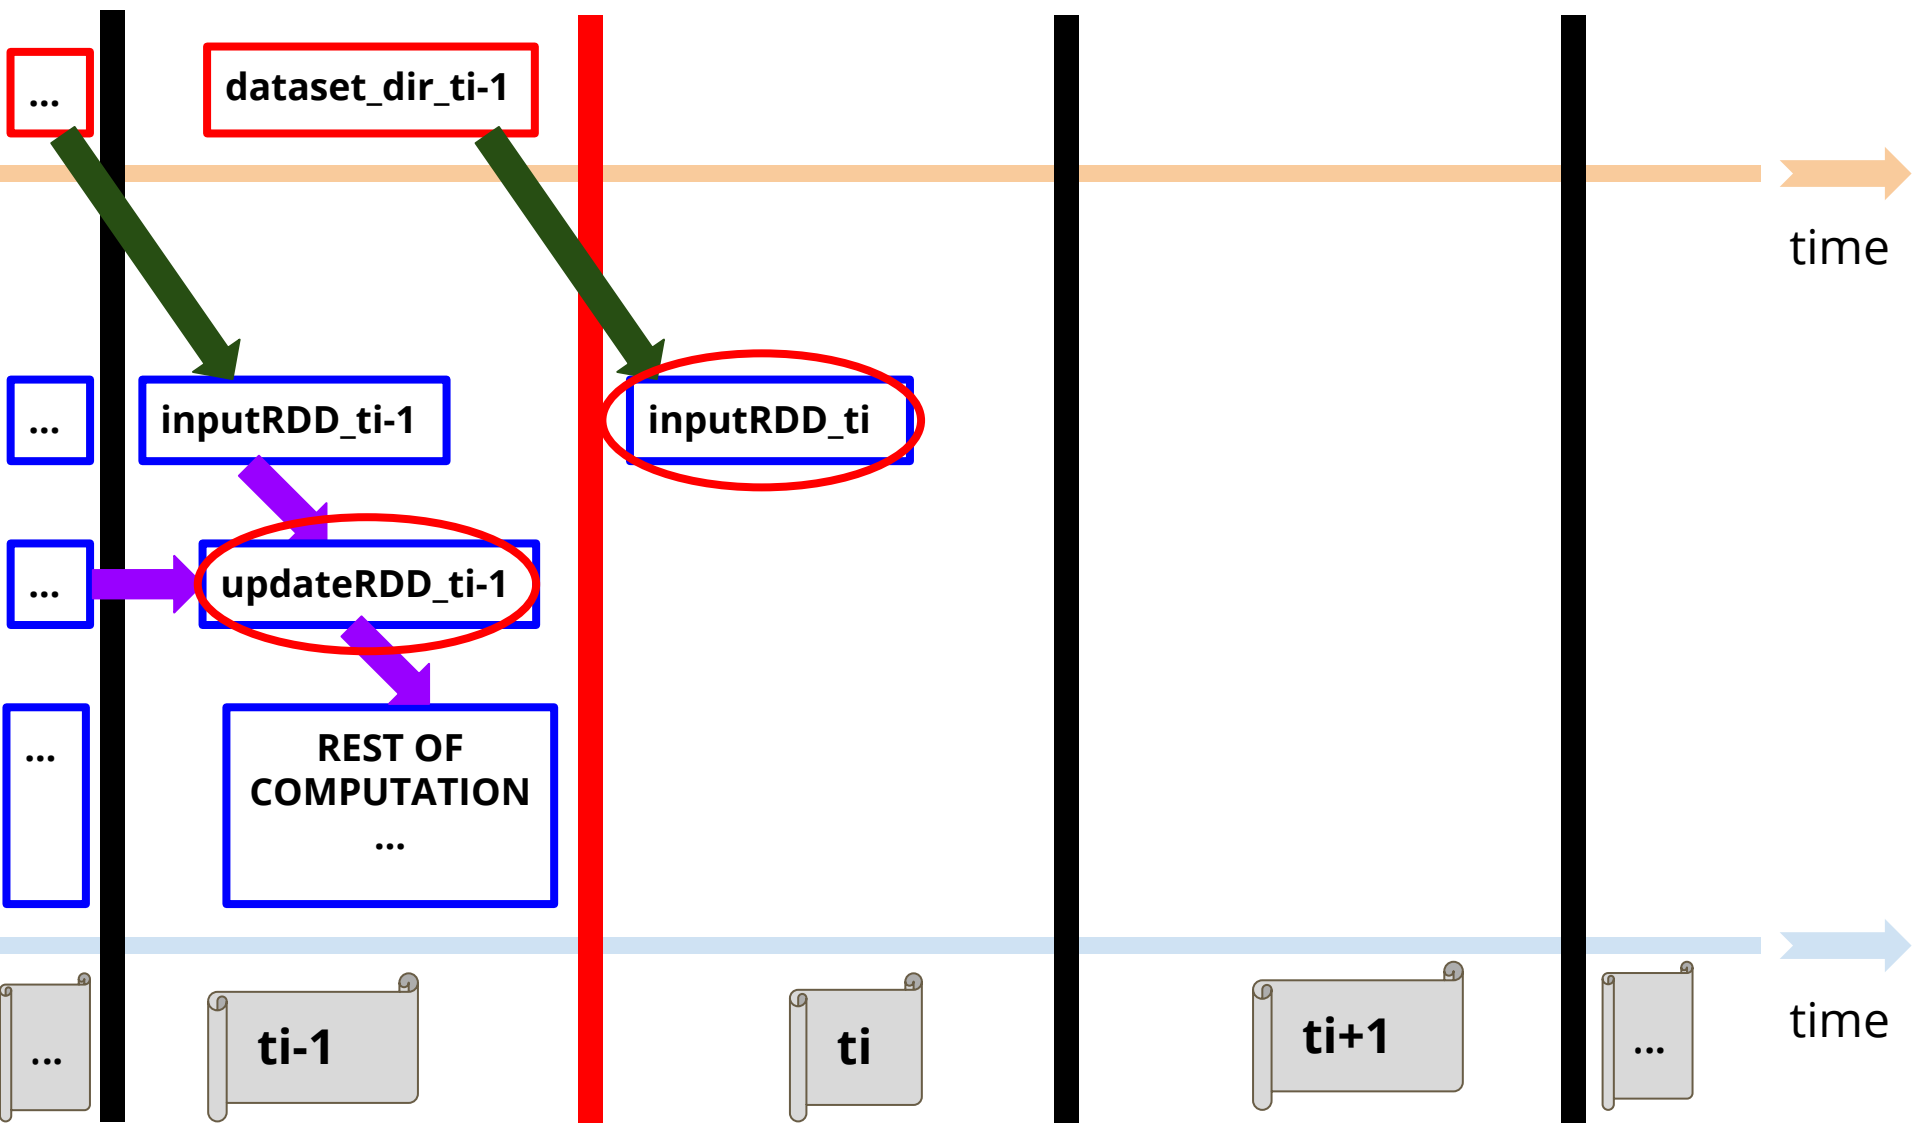 ...
dataset_dir_ti-1
time
...
inputRDD_ti-1
inputRDD_ti
...
updateRDD_ti-1
...
REST OF
COMPUTATION
...
...
ti-1
ti
ti+1
...
time